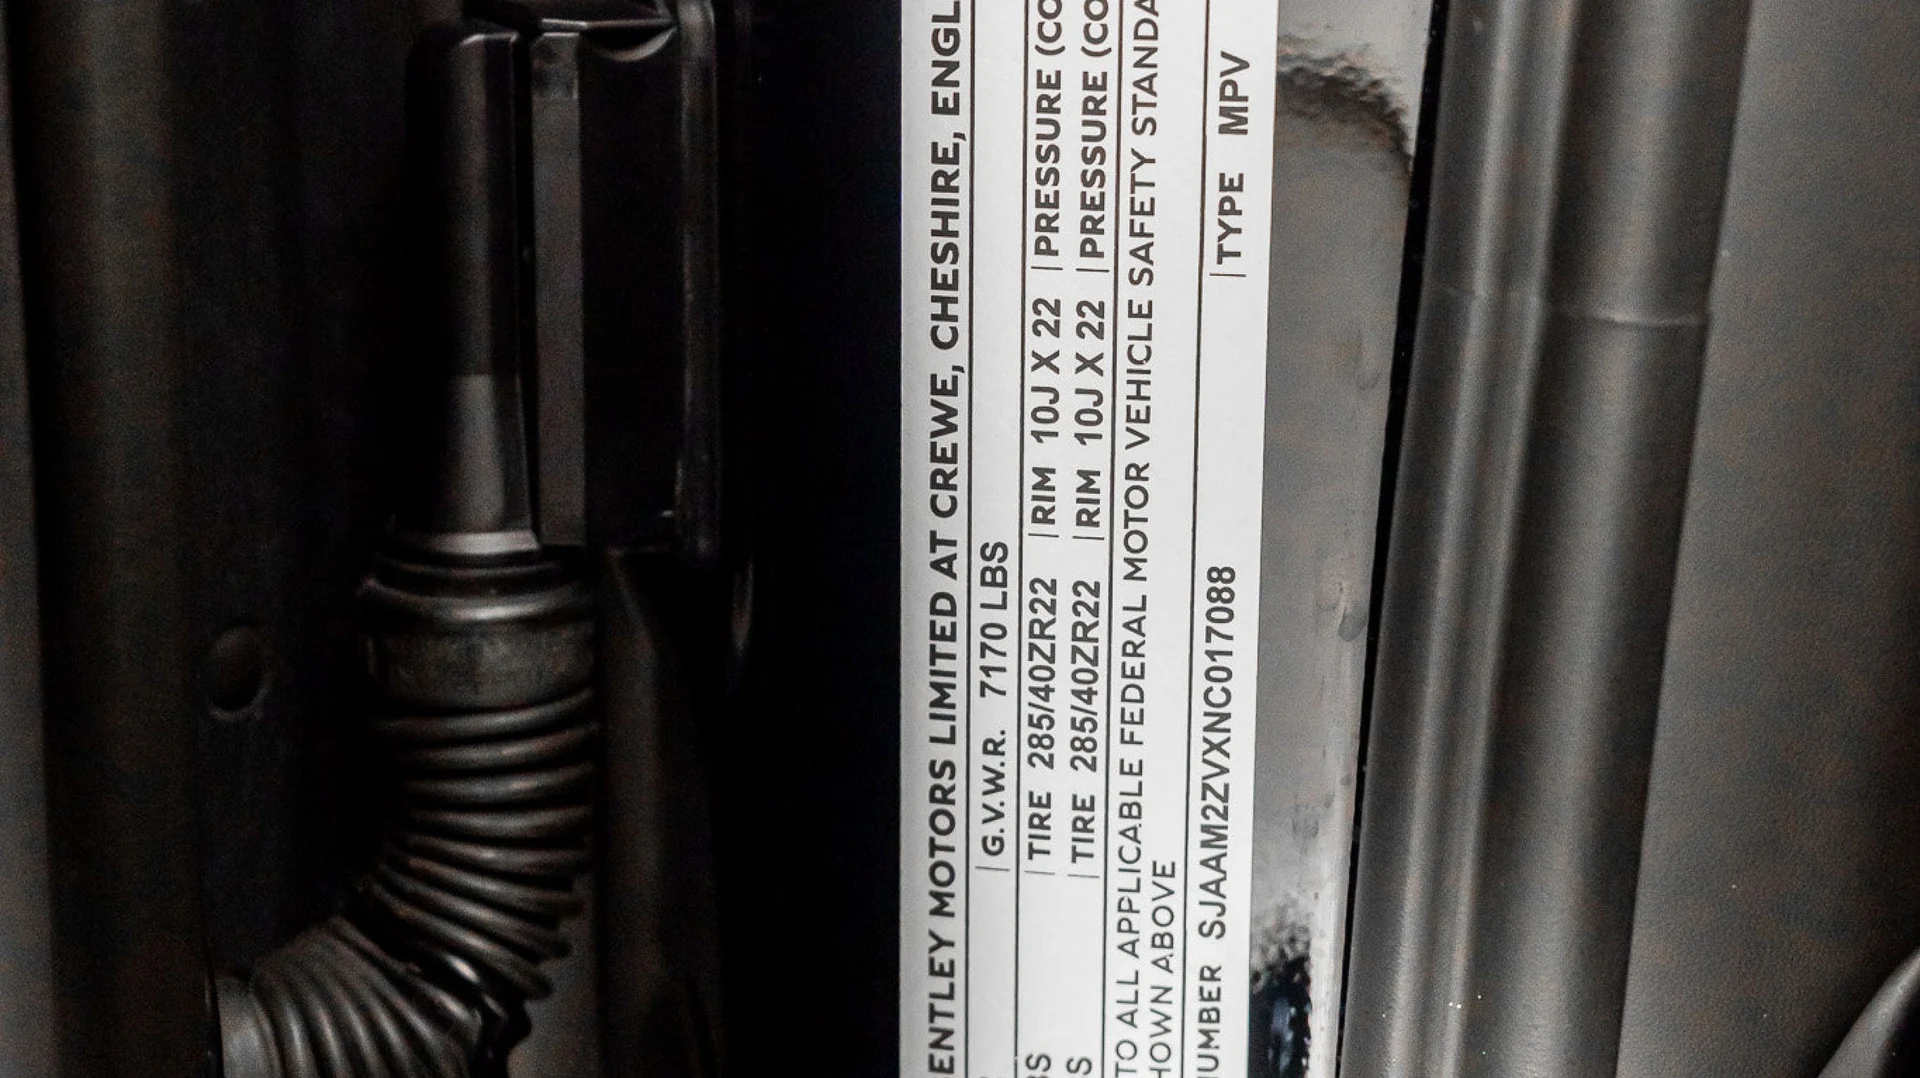 ENTLEY MOTORS LIMITED AT CREWE, CHESHIRE, ENGL
G.V.W.R. 7170 LBS
BS TIRE 285/40ZR22 RIM 10J X 22 PRESSURE (CO
S TIRE 285/40ZR22 RIM 10J X 22 PRESSURE (CO
TO ALL APPLICABLE FEDERAL MOTOR VEHICLE SAFETY STANDA
HOWN ABOVE
UMBER SJAAM2ZVXNC017088 TYPE MPV